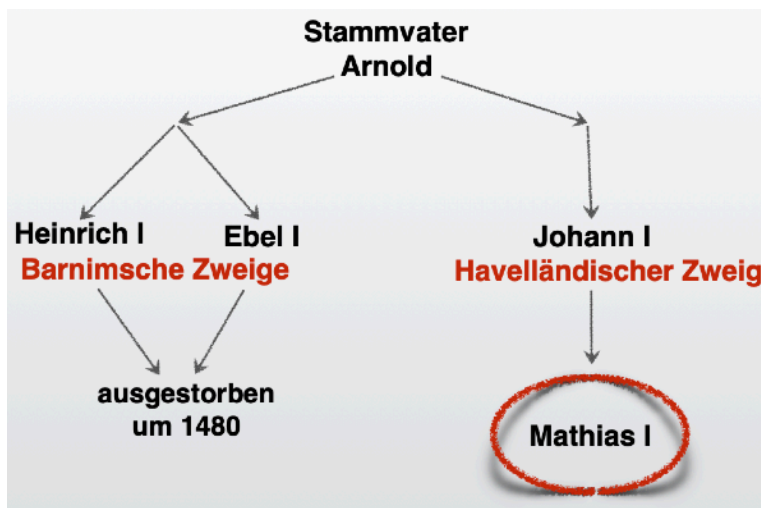 Stammvater
Arnold
Heinrich I
Ebel I
Barnimsche Zweige
Johann I
Havelländischer Zweig
ausgestorben
um 1480
Mathias I